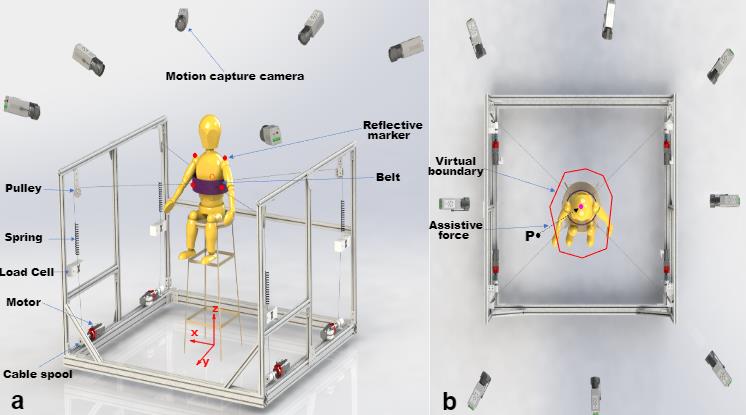 Motion capture camera
Reflective
marker
Belt
Pulley
Spring
Load Cell
Motor
Cable spool
z
x
y
a
Virtual
boundary
Assistive
force
P
b